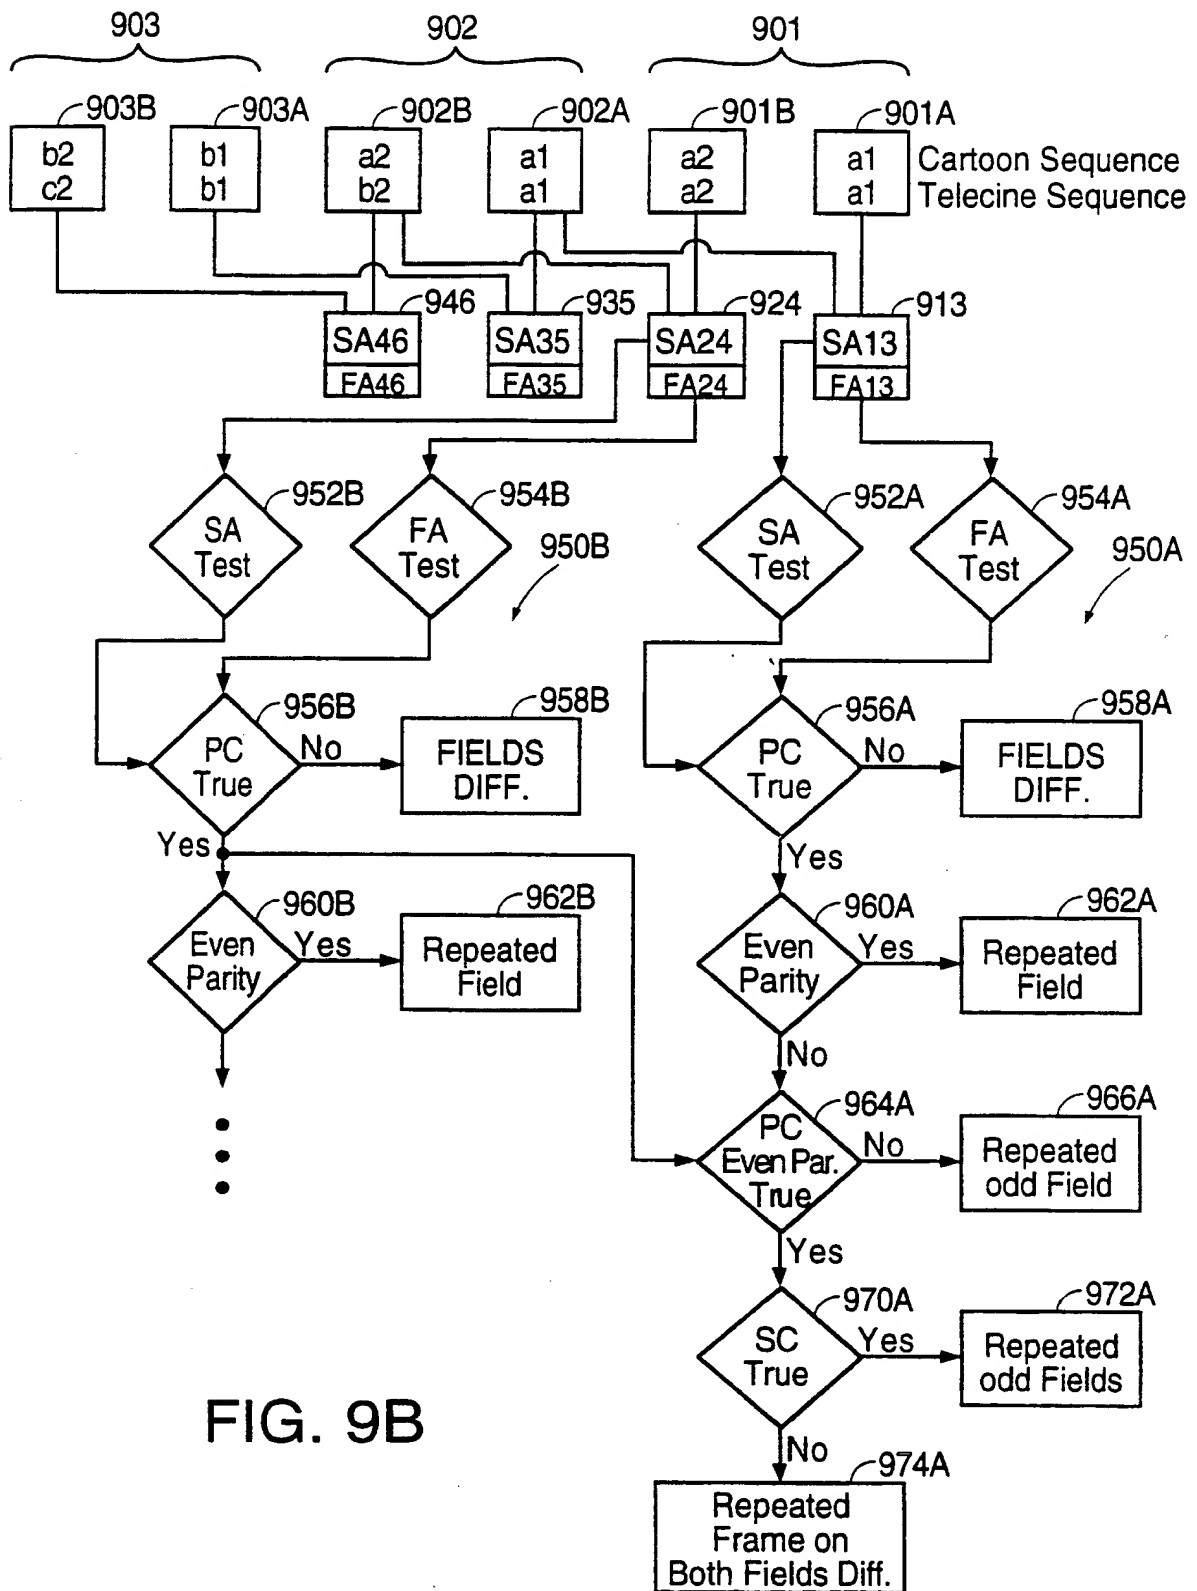 903
902
901
903B
903A
902B
902A
901B
901A
b2
c2
b1
b1
a2
b2
a1
a1
a2
a2
a1
a1
Cartoon Sequence
Telecine Sequence
946
935
924
913
SA46
FA46
SA35
FA35
SA24
FA24
SA13
FA13
952B
SA
Test
954B
FA
Test
950B
952A
SA
Test
954A
FA
Test
950A
956B
PC
True
No
958B
FIELDS
DIFF.
956A
PC
True
No
958A
FIELDS
DIFF.
Yes
Yes
960B
Even
Parity
Yes
962B
Repeated
Field
960A
Even
Parity
Yes
962A
Repeated
Field
No
964A
PC
Even Par.
True
No
966A
Repeated
odd Field
Yes
970A
SC
True
Yes
972A
Repeated
odd Fields
No
974A
Repeated
Frame on
Both Fields Diff.
FIG. 9B